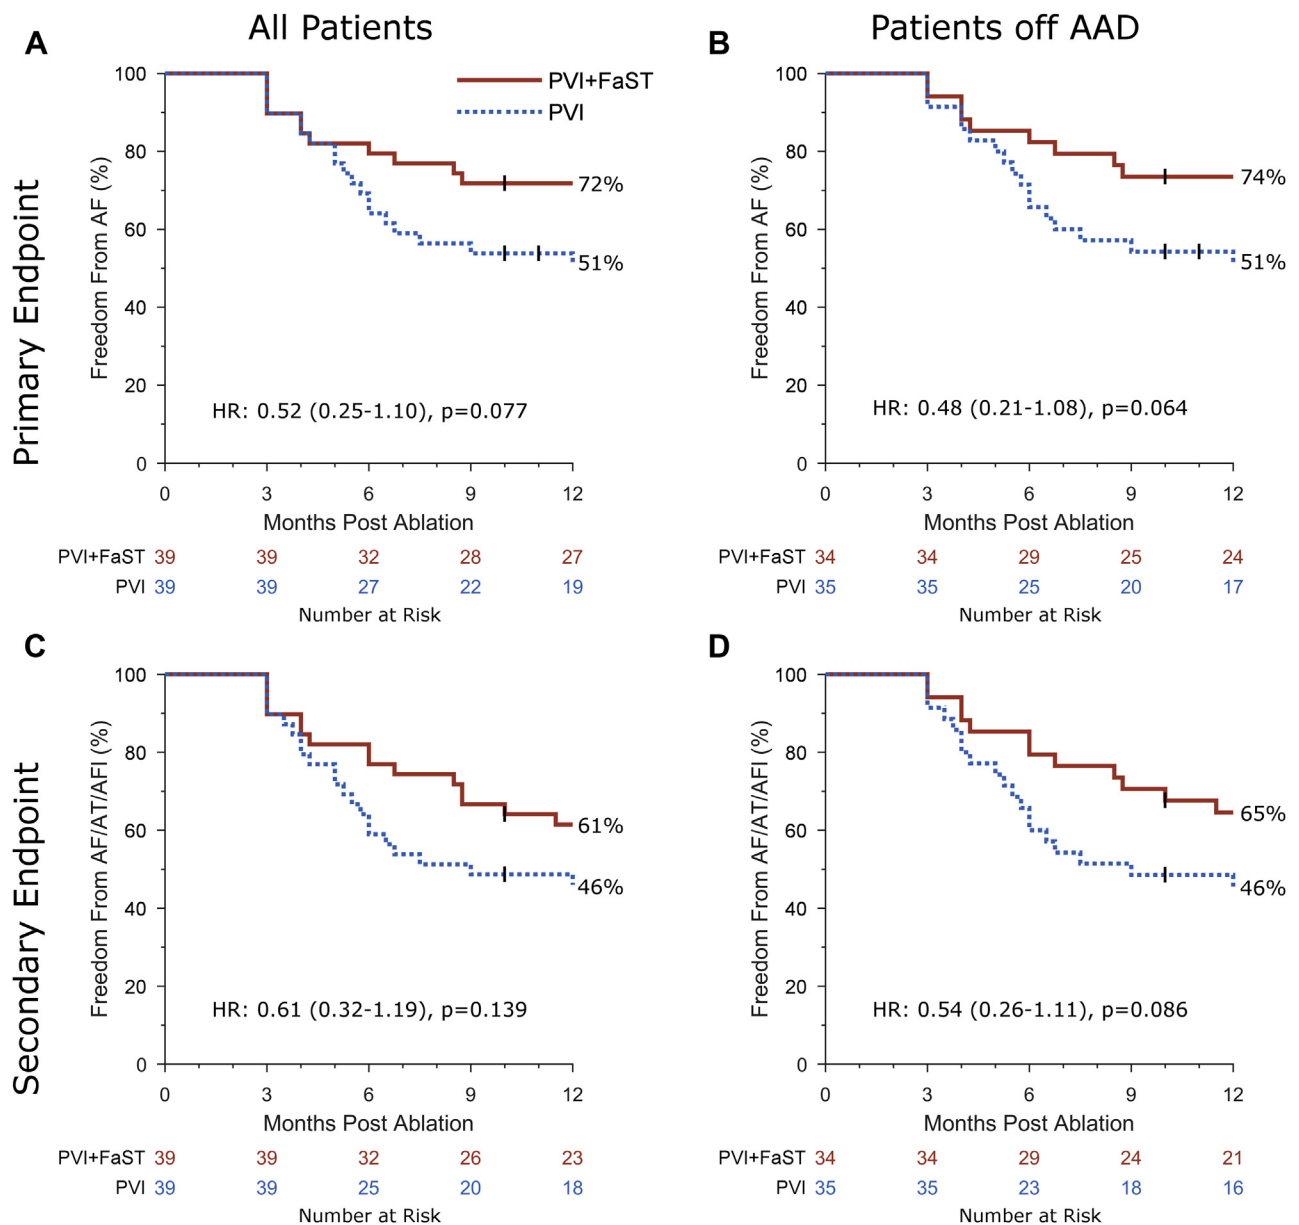 All Patients
Patients off AAD
Primary Endpoint
Secondary Endpoint
A
PVI+FaST
PVI
Freedom From AF (%)
100
80
60
40
20
0
72%
51%
HR: 0.52 (0.25-1.10), p=0.077
0 3 6 9 12
Months Post Ablation
PVI+FaST 39 39 32 28 27
PVI 39 39 27 22 19
Number at Risk
B
Freedom From AF (%)
100
80
60
40
20
0
74%
51%
HR: 0.48 (0.21-1.08), p=0.064
0 3 6 9 12
Months Post Ablation
PVI+FaST 34 34 29 25 24
PVI 35 35 25 20 17
Number at Risk
C
Freedom From AF/AT/AFl (%)
100
80
60
40
20
0
61%
46%
HR: 0.61 (0.32-1.19), p=0.139
0 3 6 9 12
Months Post Ablation
PVI+FaST 39 39 32 26 23
PVI 39 39 25 20 18
Number at Risk
D
Freedom From AF/AT/AFl (%)
100
80
60
40
20
0
65%
46%
HR: 0.54 (0.26-1.11), p=0.086
0 3 6 9 12
Months Post Ablation
PVI+FaST 34 34 29 24 21
PVI 35 35 23 18 16
Number at Risk